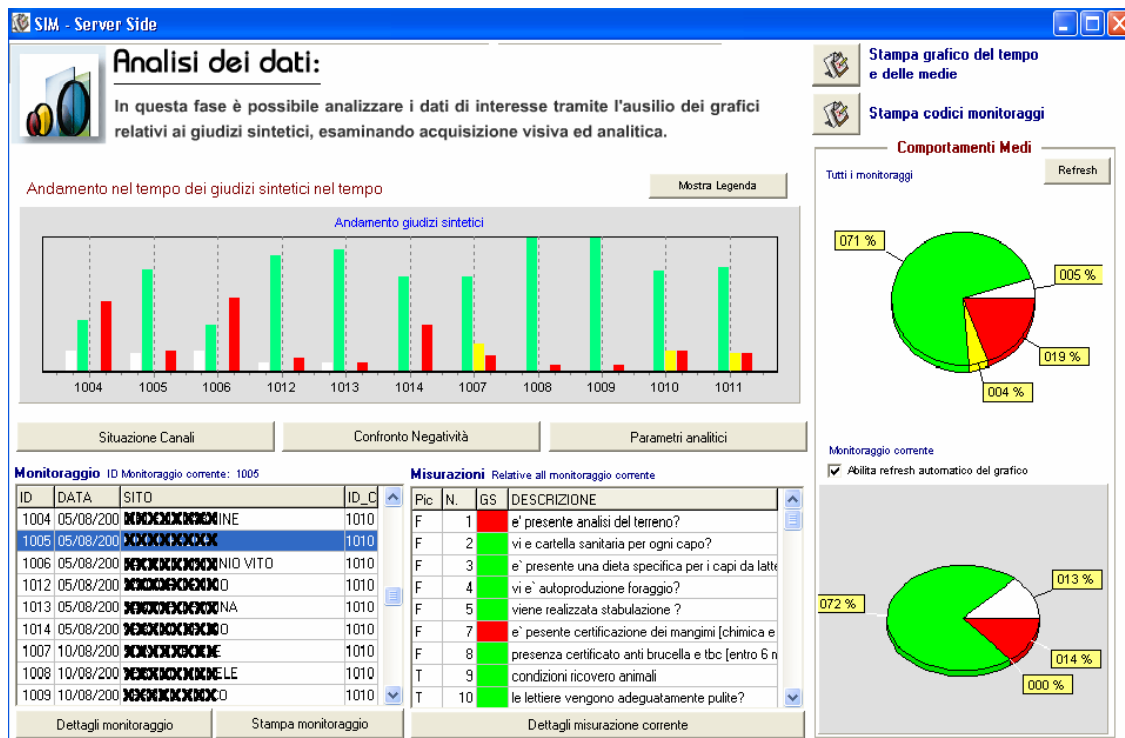 SIM - Server Side
Analisi dei dati:
In questa fase è possibile analizzare i dati di interesse tramite l'ausilio dei grafici
relativi ai giudizi sintetici, esaminando acquisizione visiva ed analitica.
Stampa grafico del tempo
e delle medie
Stampa codici monitoraggi
Andamento nel tempo dei giudizi sintetici nel tempo
Mostra Legenda
Andamento giudizi sintetici
1004 1005 1006 1012 1013 1014 1007 1008 1009 1010 1011
Comportamenti Medi
Tutti i monitoraggi
Refresh
071 %
005 %
019 %
004 %
Situazione Canali
Confronto Negatività
Parametri analitici
Monitoraggio ID Monitoraggio corrente: 1005
ID DATA SITO ID_C
1004 05/08/200 INE 1010
1005 05/08/200 1010
1006 05/08/200 NIO VITO 1010
1012 05/08/200 O 1010
1013 05/08/200 NA 1010
1014 05/08/200 O 1010
1007 10/08/200 1010
1008 10/08/200 ELE 1010
1009 10/08/200 O 1010
Dettagli monitoraggio
Stampa monitoraggio
Misurazioni Relative all monitoraggio corrente
Pic N. GS DESCRIZIONE
F 1 e' presente analisi del terreno?
F 2 vi e cartella sanitaria per ogni capo?
F 3 e` presente una dieta specifica per i capi da latte
F 4 vi e` autoproduzione foraggio?
F 5 viene realizzata stabulazione ?
F 7 e` pesente certificazione dei mangimi [chimica e
F 8 presenza certificato anti brucella e tbc [entro 6
T 9 condizioni ricovero animali
T 10 le lettiere vengono adeguatamente pulite?
Dettagli misurazione corrente
Monitoraggio corrente
Abilita refresh automatico del grafico
072 %
013 %
014 %
000 %